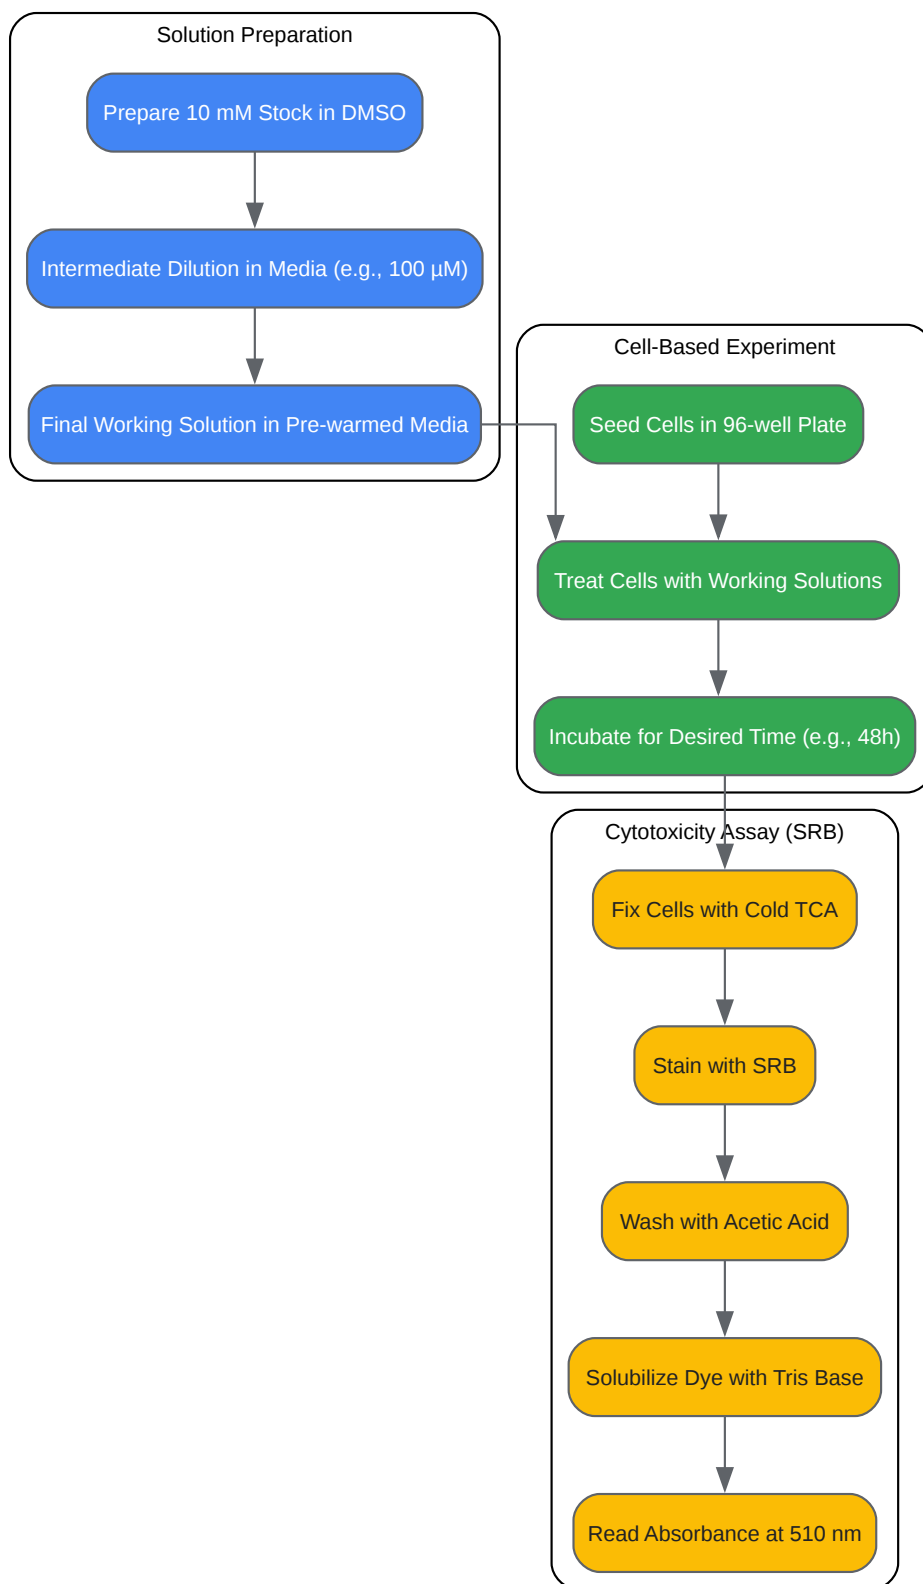 Solution Preparation
Prepare 10 mM Stock in DMSO
Intermediate Dilution in Media (e.g., 100 µM)
Final Working Solution in Pre-warmed Media
Cell-Based Experiment
Seed Cells in 96-well Plate
Treat Cells with Working Solutions
Incubate for Desired Time (e.g., 48h)
Cytotoxicity Assay (SRB)
Fix Cells with Cold TCA
Stain with SRB
Wash with Acetic Acid
Solubilize Dye with Tris Base
Read Absorbance at 510 nm